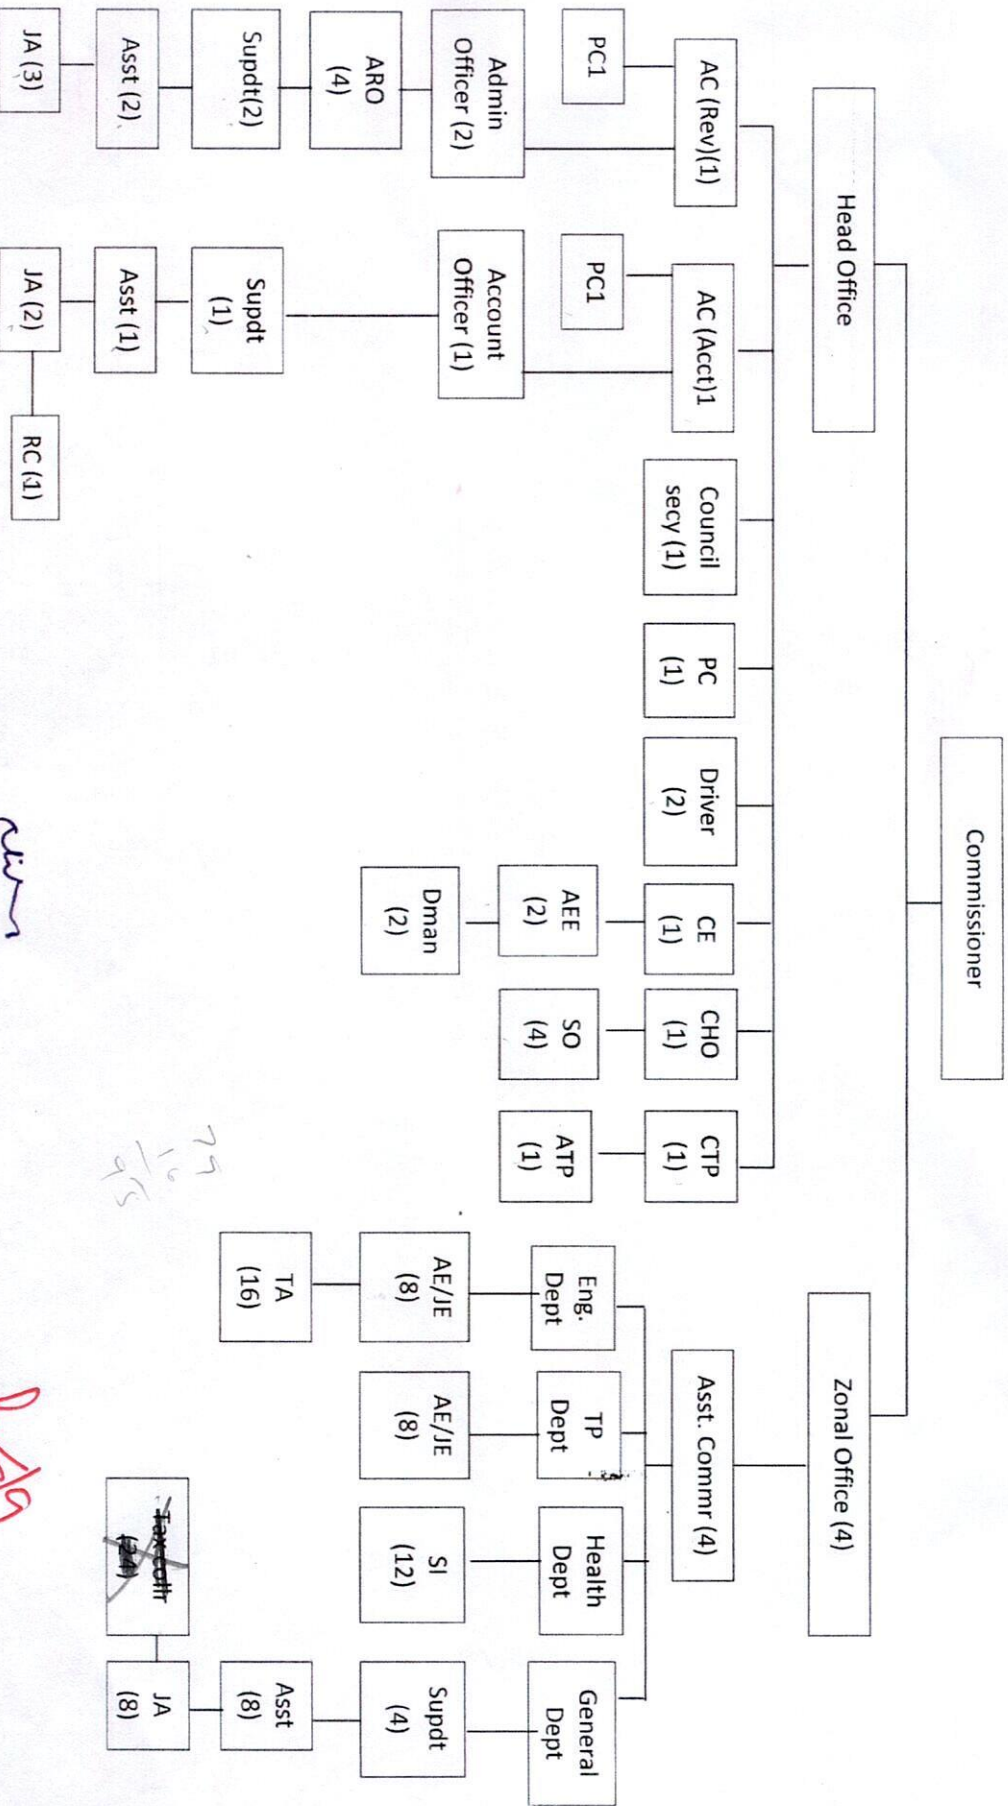 Commissioner
Head Office
Zonal Office (4)
AC (Rev)(1)
AC (Acct)1
Council
secy (1)
PC
(1)
Driver
(2)
CE
(1)
CHO
(1)
CTP
(1)
Asst. Commr (4)
PC1
PC1
AEE
(2)
SO
(4)
ATP
(1)
Eng.
Dept
TP
Dept
Health
Dept
General
Dept
Admin
Officer (2)
Account
Officer (1)
Dman
(2)
AE/JE
(8)
AE/JE
(8)
SI
(12)
Supdt
(4)
ARO
(4)
Supdt(2)
Supdt
(1)
TA
(16)
Asst
(8)
Asst (2)
Asst (1)
Tax collr
(24)
JA
(8)
JA (3)
JA (2)
RC (1)
79
16
95